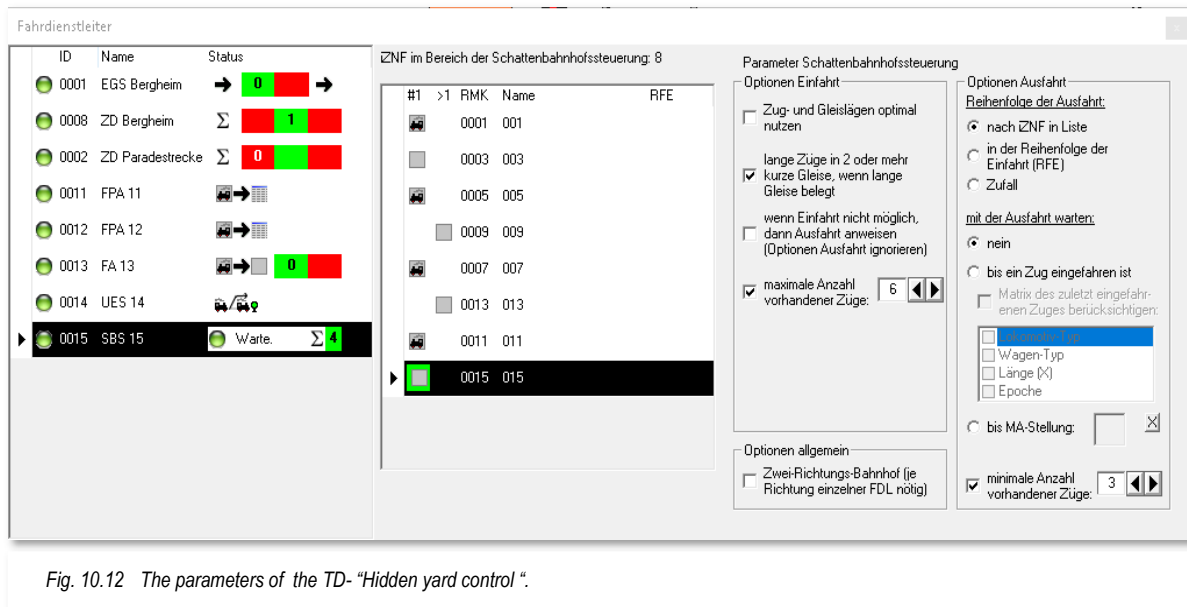 Fahrdienstleiter
x
ID Name Status
0001 EGS Bergheim 0
0008 ZD Bergheim Σ 1
0002 ZD Paradestrecke Σ 0
0011 FPA 11
0012 FPA 12
0013 FA 13 0
0014 UES 14
0015 SBS 15 Warte. Σ 4
iZNF im Bereich der Schattenbahnhofssteuerung: 8
#1 >1 RMK Name RFE
0001 001
0003 003
0005 005
0009 009
0007 007
0013 013
0011 011
0015 015
Parameter Schattenbahnhofssteuerung
Optionen Einfahrt
Zug- und Gleislägen optimal
nutzen
lange Züge in 2 oder mehr
kurze Gleise, wenn lange
Gleise belegt
wenn Einfahrt nicht möglich,
dann Ausfahrt anweisen
(Optionen Ausfahrt ignorieren)
maximale Anzahl
vorhandener Züge: 6
Optionen allgemein
Zwei-Richtungs-Bahnhof (je
Richtung einzelner FDL nötig)
Optionen Ausfahrt
Reihenfolge der Ausfahrt:
nach iZNF in Liste
in der Reihenfolge der
Einfahrt (RFE)
Zufall
mit der Ausfahrt warten:
nein
bis ein Zug eingefahren ist
Matrix des zuletzt eingefahr-
enen Zuges berücksichtigen:
Lokomotiv-Typ
Wagen-Typ
Länge (X)
Epoche
bis MA-Stellung: X
minimale Anzahl
vorhandener Züge: 3
Fig. 10.12 The parameters of the TD- “Hidden yard control “.